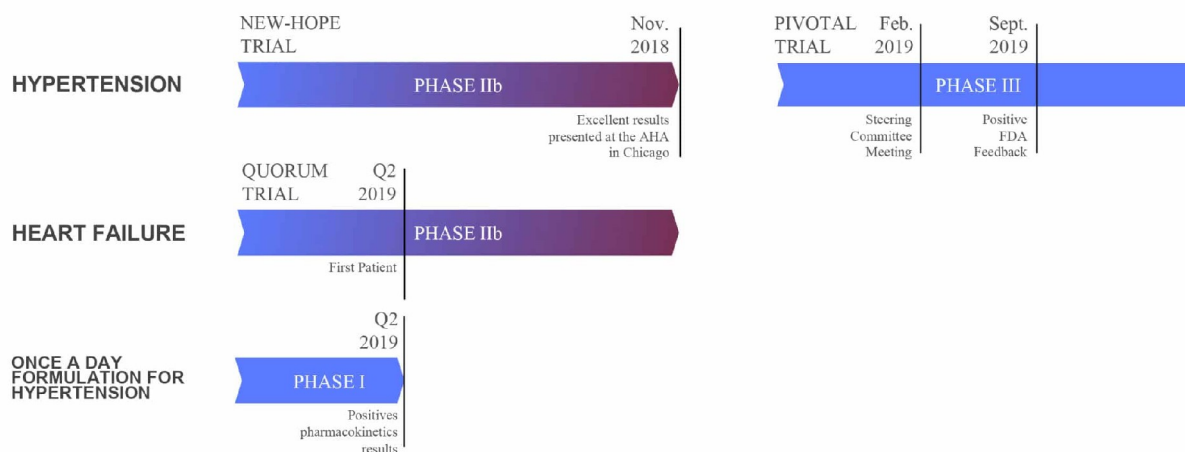 NEW-HOPE
TRIAL
Nov.
2018
PIVOTAL
TRIAL
Feb.
2019
Sept.
2019
HYPERTENSION
PHASE IIb
PHASE III
Excellent results
presented at the AHA
in Chicago
Steering
Committee
Meeting
Positive
FDA
Feedback
QUORUM
TRIAL
Q2
2019
HEART FAILURE
PHASE IIb
First Patient
Q2
2019
ONCE A DAY
FORMULATION FOR
HYPERTENSION
PHASE I
Positives
pharmacokinetics
results